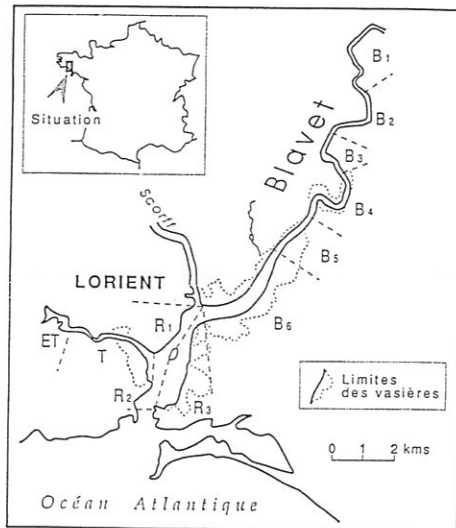 Situation
B1
B2
B3
Blavet
B4
Scorff
B5
LORIENT
R1
B6
ET
T
R2
R3
Limites
des vasières
0 1 2 kms
Océan Atlantique